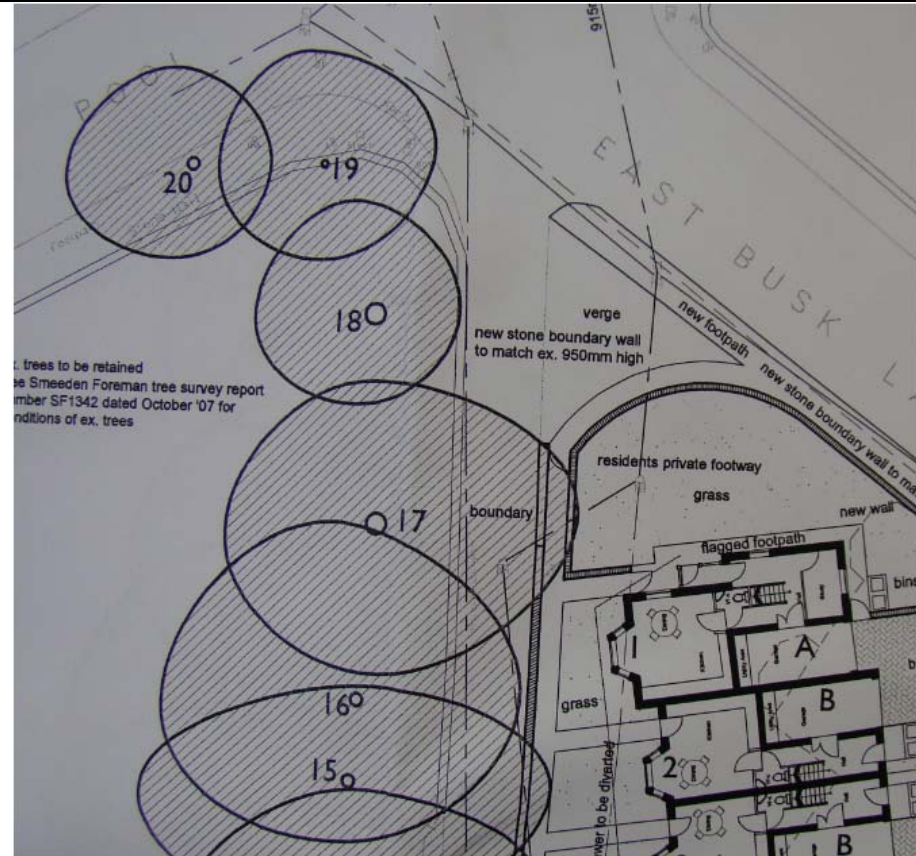 915
POOL
EAST BUSK L
20
19
18
verge
new stone boundary wall
to match ex. 950mm high
new footpath
new stone boundary wall to ma
. trees to be retained
ee Smeeden Foreman tree survey report
mber SF1342 dated October '07 for
nditions of ex. trees
residents private footway
grass
boundary
17
new wall
flagged footpath
bins
1
A
b
16
grass
B
2
15
wer to be diverted
B